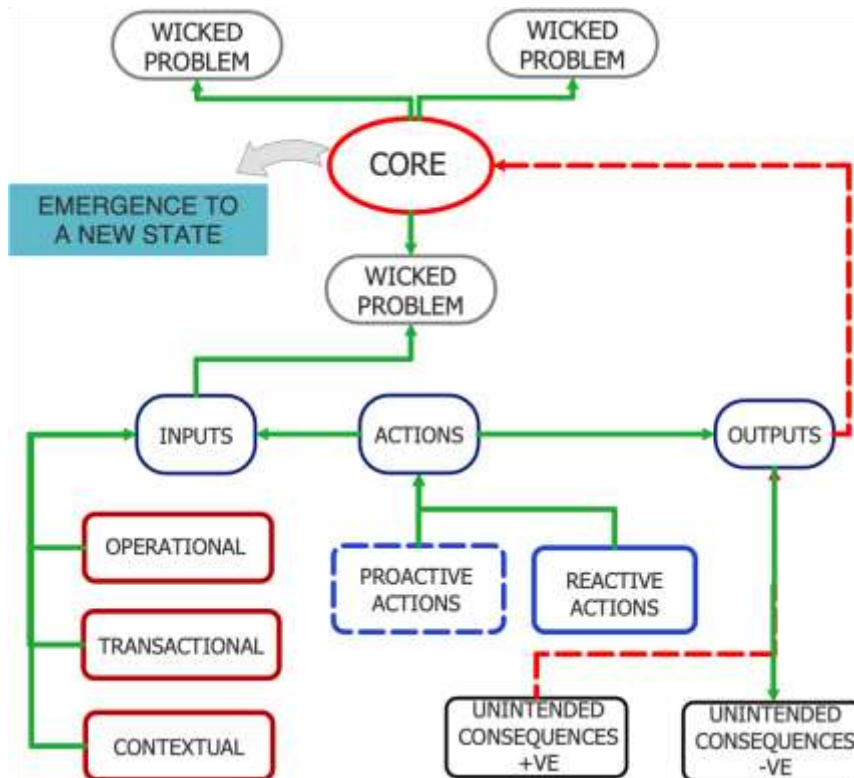 WICKED
PROBLEM
WICKED
PROBLEM
CORE
EMERGENCE TO
A NEW STATE
WICKED
PROBLEM
INPUTS
ACTIONS
OUTPUTS
OPERATIONAL
PROACTIVE
ACTIONS
REACTIVE
ACTIONS
TRANSACTIONAL
CONTEXTUAL
UNINTENDED
CONSEQUENCES
+VE
UNINTENDED
CONSEQUENCES
-VE